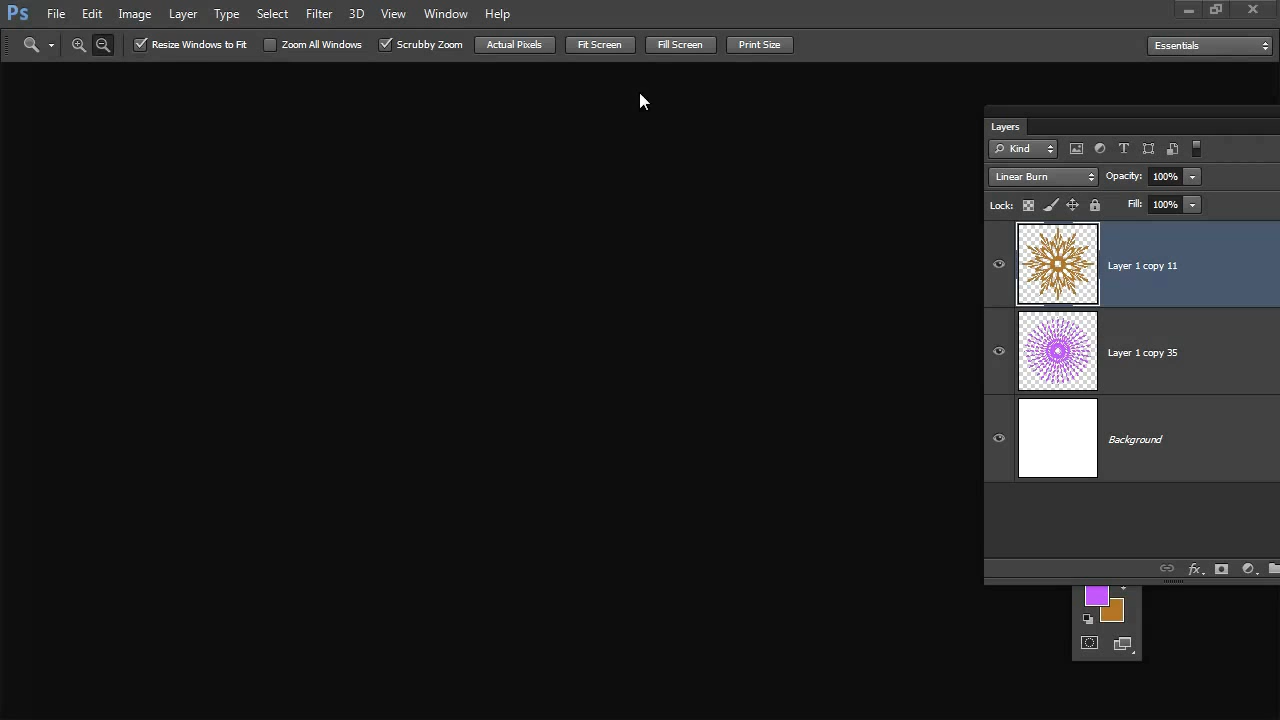 Ps File Edit Image Layer Type Select Filter 3D View Window Help
Resize Windows to Fit Zoom All Windows Scrubby Zoom Actual Pixels Fit Screen Fill Screen Print Size Essentials
Layers
Kind T
Linear Burn Opacity: 100%
Lock: Fill: 100%
Layer 1 copy 11
Layer 1 copy 35
Background
fx